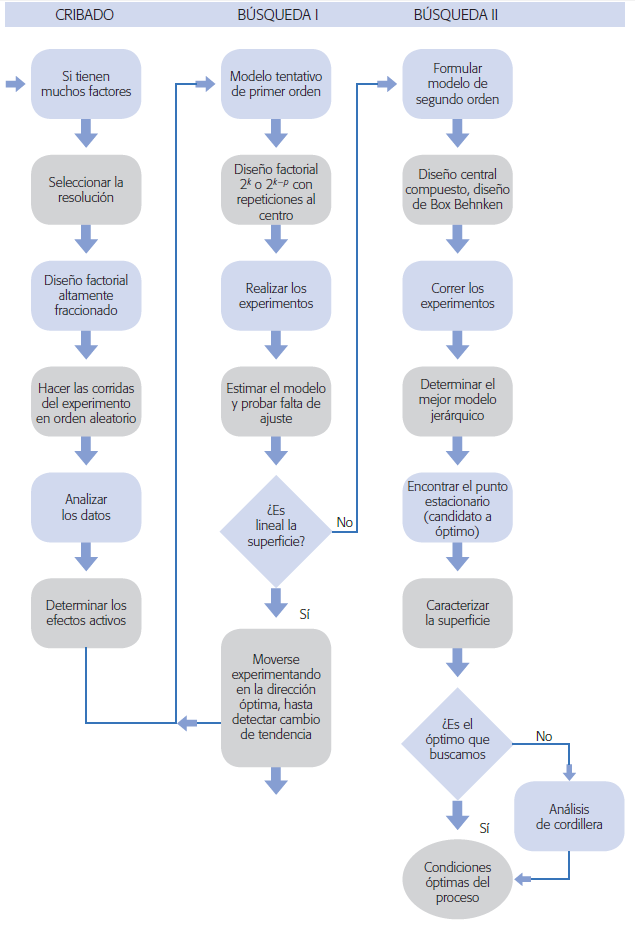 CRIBADO
BÚSQUEDA I
BÚSQUEDA II
Si tienen
muchos factores
Seleccionar la
resolución
Diseño factorial
altamente
fraccionado
Hacer las corridas
del experimento
en orden aleatorio
Analizar
los datos
Determinar los
efectos activos
Modelo tentativo
de primer orden
Diseño factorial
2ᵏ o 2ᵏ⁻ᵖ con
repeticiones al
centro
Realizar los
experimentos
Estimar el modelo
y probar falta de
ajuste
¿Es
lineal la
superficie?
No
Sí
Moverse
experimentando
en la dirección
óptima, hasta
detectar cambio
de tendencia
Formular
modelo de
segundo orden
Diseño central
compuesto, diseño
de Box Behnken
Correr los
experimentos
Determinar el
mejor modelo
jerárquico
Encontrar el punto
estacionario
(candidato a
óptimo)
Caracterizar
la superficie
¿Es el
óptimo que
buscamos
No
Análisis
de cordillera
Sí
Condiciones
óptimas del
proceso